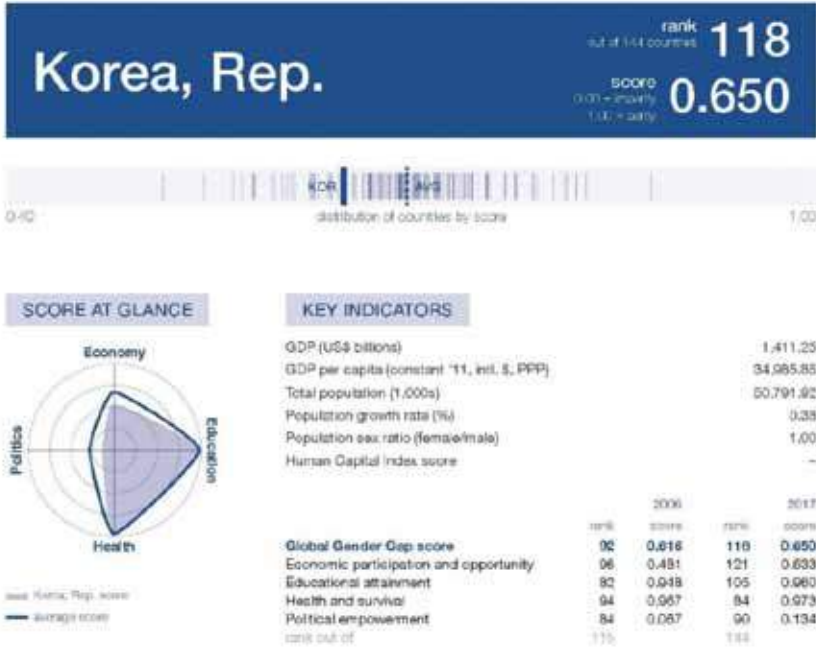 Korea, Rep.
rank
out of 144 countries
118
score
0.00 = imparity
1.00 = parity
0.650
KOR
AVG
0.40
distribution of countries by score
1.00
SCORE AT GLANCE
Economy
Education
Health
Politics
Korea, Rep. score
average score
KEY INDICATORS
GDP (US$ billions) 1,411.25
GDP per capita (constant '11, intl. $, PPP) 34,985.85
Total population (1,000s) 50,791.92
Population growth rate (%) 0.38
Population sex ratio (female/male) 1.00
Human Capital Index score –
2006 2017
rank score rank score
Global Gender Gap score 92 0.616 118 0.650
Economic participation and opportunity 96 0.481 121 0.533
Educational attainment 82 0.948 105 0.960
Health and survival 94 0.967 84 0.973
Political empowerment 84 0.067 90 0.134
rank out of 115 144